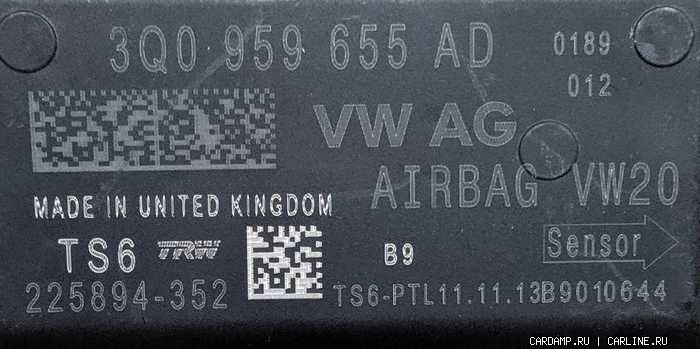 3Q0 959 655 AD 0189
012
VW AG
AIRBAG VW20
MADE IN UNITED KINGDOM
TS6 TRW B9 Sensor
225894-352 TS6-PTL11.11.13B9010644
CARDAMP.RU | CARLINE.RU